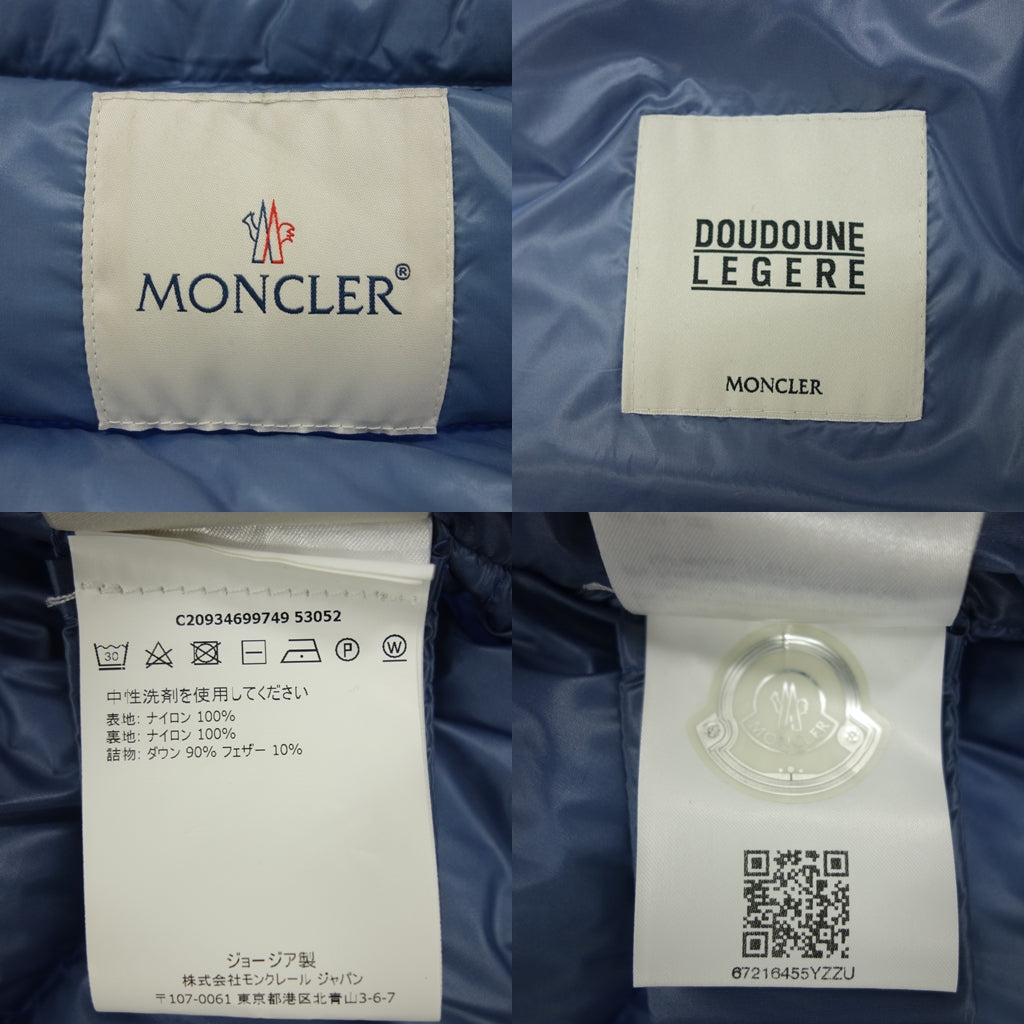 MONCLER®
DOUDOUNE
LEGERE
MONCLER
C20934699749 53052
30
P
W
中性洗剤を使用してください
表地: ナイロン 100%
裏地: ナイロン 100%
詰物: ダウン 90% フェザー 10%
ジョージア製
株式会社モンクレール ジャパン
〒107-0061 東京都港区北青山3-6-7
MONCLER
67216455YZZU